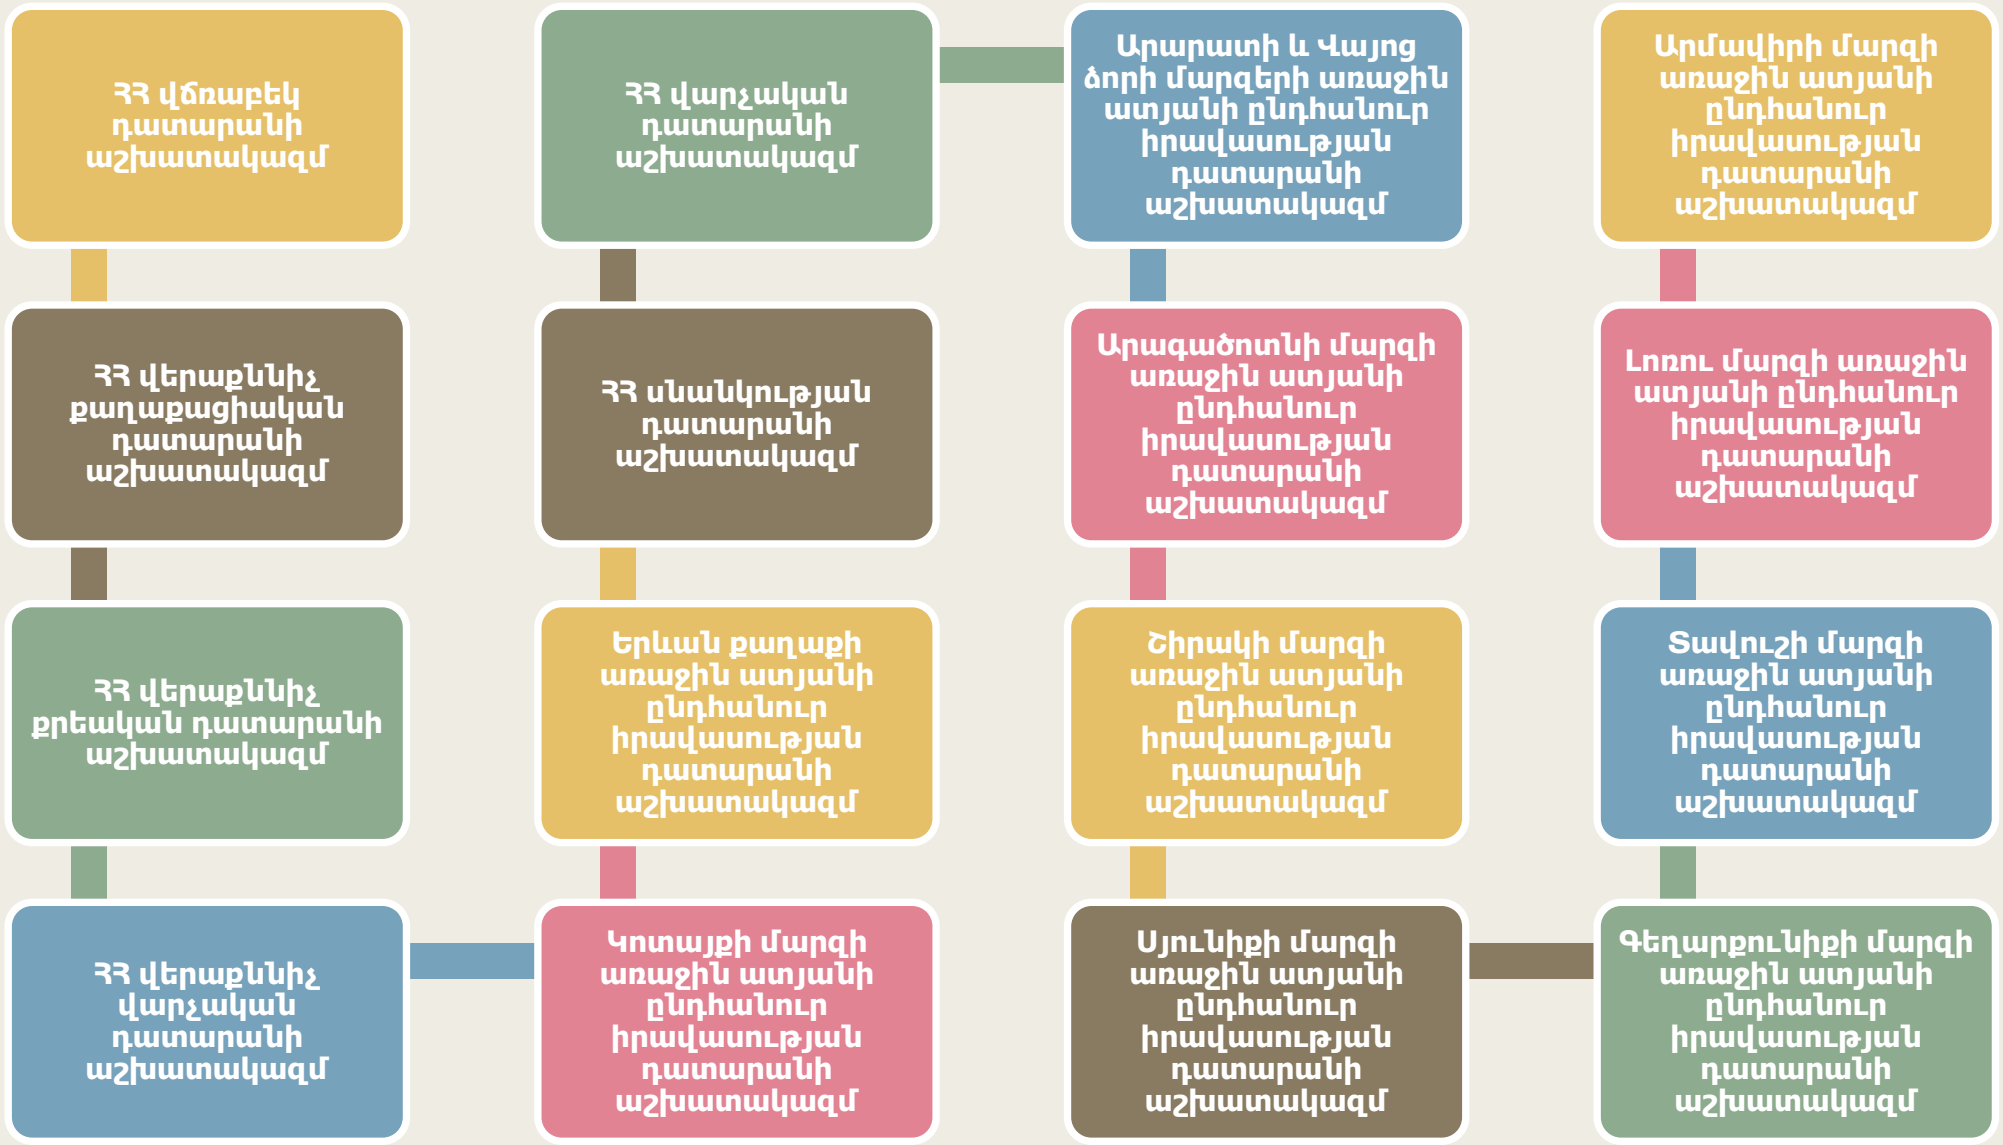 ՀՀ վճռաբեկ
դատարանի
աշխատակազմ
ՀՀ վերաքննիչ
քաղաքացիական
դատարանի
աշխատակազմ
ՀՀ վերաքննիչ
քրեական դատարանի
աշխատակազմ
ՀՀ վերաքննիչ
վարչական
դատարանի
աշխատակազմ
Կոտայքի մարզի
առաջին ատյանի
ընդհանուր
իրավասության
դատարանի
աշխատակազմ
Երևան քաղաքի
առաջին ատյանի
ընդհանուր
իրավասության
դատարանի
աշխատակազմ
ՀՀ սնանկության
դատարանի
աշխատակազմ
ՀՀ վարչական
դատարանի
աշխատակազմ
Արարատի և Վայոց
ձորի մարզերի առաջին
ատյանի ընդհանուր
իրավասության
դատարանի
աշխատակազմ
Արագածոտնի մարզի
առաջին ատյանի
ընդհանուր
իրավասության
դատարանի
աշխատակազմ
Շիրակի մարզի
առաջին ատյանի
ընդհանուր
իրավասության
դատարանի
աշխատակազմ
Սյունիքի մարզի
առաջին ատյանի
ընդհանուր
իրավասության
դատարանի
աշխատակազմ
Գեղարքունիքի մարզի
առաջին ատյանի
ընդհանուր
իրավասության
դատարանի
աշխատակազմ
Տավուշի մարզի
առաջին ատյանի
ընդհանուր
իրավասության
դատարանի
աշխատակազմ
Լոռու մարզի առաջին
ատյանի ընդհանուր
իրավասության
դատարանի
աշխատակազմ
Արմավիրի մարզի
առաջին ատյանի
ընդհանուր
իրավասության
դատարանի
աշխատակազմ